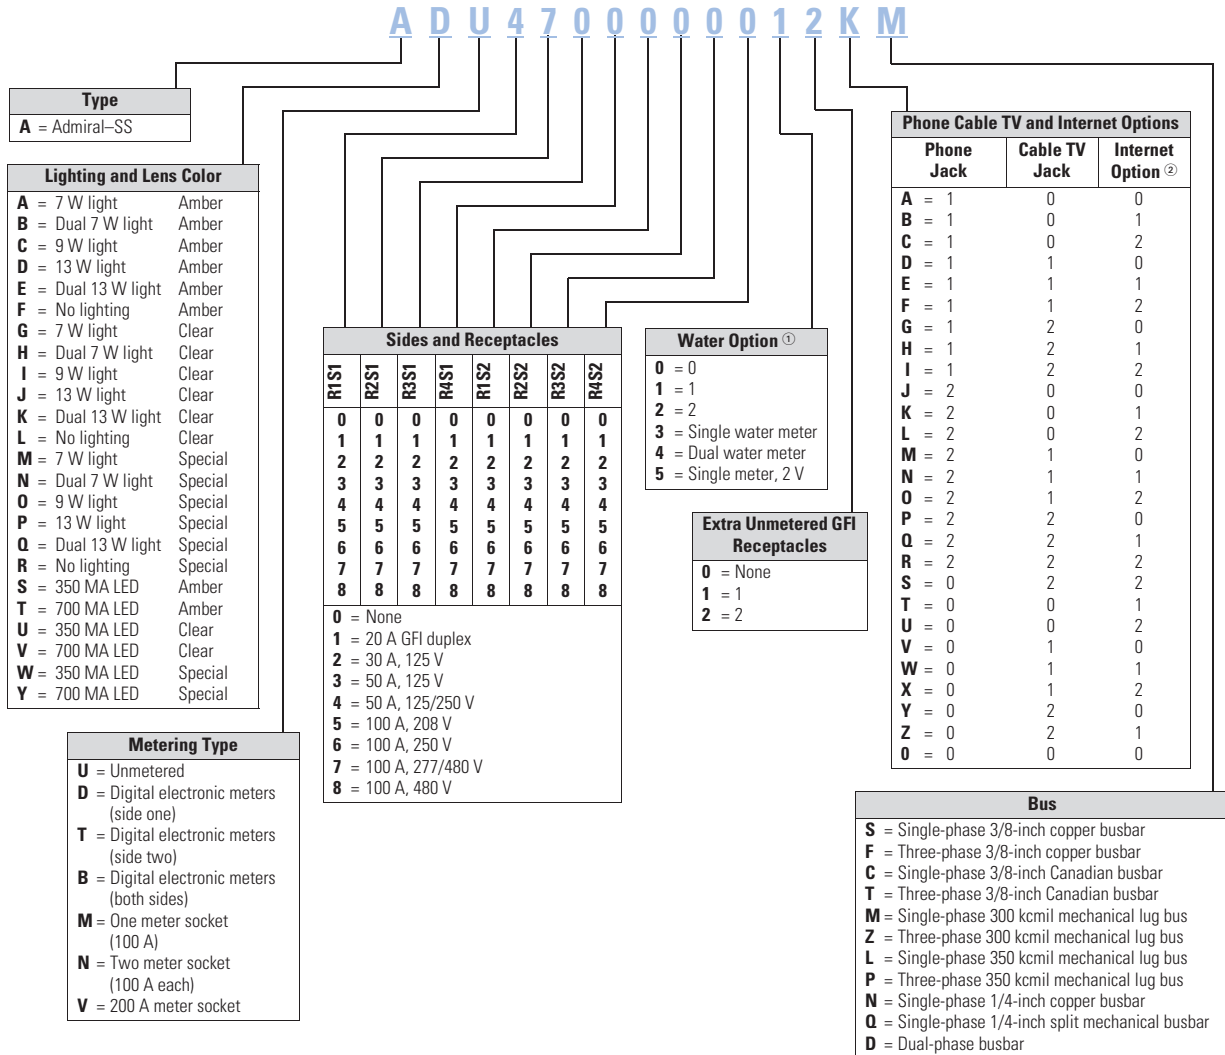 A D U 4 7 0 0 0 0 0 0 1 2 K M
Type
A = Admiral–SS
Lighting and Lens Color
A = 7 W light Amber
B = Dual 7 W light Amber
C = 9 W light Amber
D = 13 W light Amber
E = Dual 13 W light Amber
F = No lighting Amber
G = 7 W light Clear
H = Dual 7 W light Clear
I = 9 W light Clear
J = 13 W light Clear
K = Dual 13 W light Clear
L = No lighting Clear
M = 7 W light Special
N = Dual 7 W light Special
O = 9 W light Special
P = 13 W light Special
Q = Dual 13 W light Special
R = No lighting Special
S = 350 MA LED Amber
T = 700 MA LED Amber
U = 350 MA LED Clear
V = 700 MA LED Clear
W = 350 MA LED Special
Y = 700 MA LED Special
Metering Type
U = Unmetered
D = Digital electronic meters
(side one)
T = Digital electronic meters
(side two)
B = Digital electronic meters
(both sides)
M = One meter socket
(100 A)
N = Two meter socket
(100 A each)
V = 200 A meter socket
Sides and Receptacles
R1S1 R2S1 R3S1 R4S1 R1S2 R2S2 R3S2 R4S2
0 0 0 0 0 0 0 0
1 1 1 1 1 1 1 1
2 2 2 2 2 2 2 2
3 3 3 3 3 3 3 3
4 4 4 4 4 4 4 4
5 5 5 5 5 5 5 5
6 6 6 6 6 6 6 6
7 7 7 7 7 7 7 7
8 8 8 8 8 8 8 8
0 = None
1 = 20 A GFI duplex
2 = 30 A, 125 V
3 = 50 A, 125 V
4 = 50 A, 125/250 V
5 = 100 A, 208 V
6 = 100 A, 250 V
7 = 100 A, 277/480 V
8 = 100 A, 480 V
Water Option ①
0 = 0
1 = 1
2 = 2
3 = Single water meter
4 = Dual water meter
5 = Single meter, 2 V
Extra Unmetered GFI
Receptacles
0 = None
1 = 1
2 = 2
Phone Cable TV and Internet Options
Phone Cable TV Internet
Jack Jack Option ②
A = 1 0 0
B = 1 0 1
C = 1 0 2
D = 1 1 0
E = 1 1 1
F = 1 1 2
G = 1 2 0
H = 1 2 1
I = 1 2 2
J = 2 0 0
K = 2 0 1
L = 2 0 2
M = 2 1 0
N = 2 1 1
O = 2 1 2
P = 2 2 0
Q = 2 2 1
R = 2 2 2
S = 0 2 2
T = 0 0 1
U = 0 0 2
V = 0 1 0
W = 0 1 1
X = 0 1 2
Y = 0 2 0
Z = 0 2 1
0 = 0 0 0
Bus
S = Single-phase 3/8-inch copper busbar
F = Three-phase 3/8-inch copper busbar
C = Single-phase 3/8-inch Canadian busbar
T = Three-phase 3/8-inch Canadian busbar
M = Single-phase 300 kcmil mechanical lug bus
Z = Three-phase 300 kcmil mechanical lug bus
L = Single-phase 350 kcmil mechanical lug bus
P = Three-phase 350 kcmil mechanical lug bus
N = Single-phase 1/4-inch copper busbar
Q = Single-phase 1/4-inch split mechanical busbar
D = Dual-phase busbar